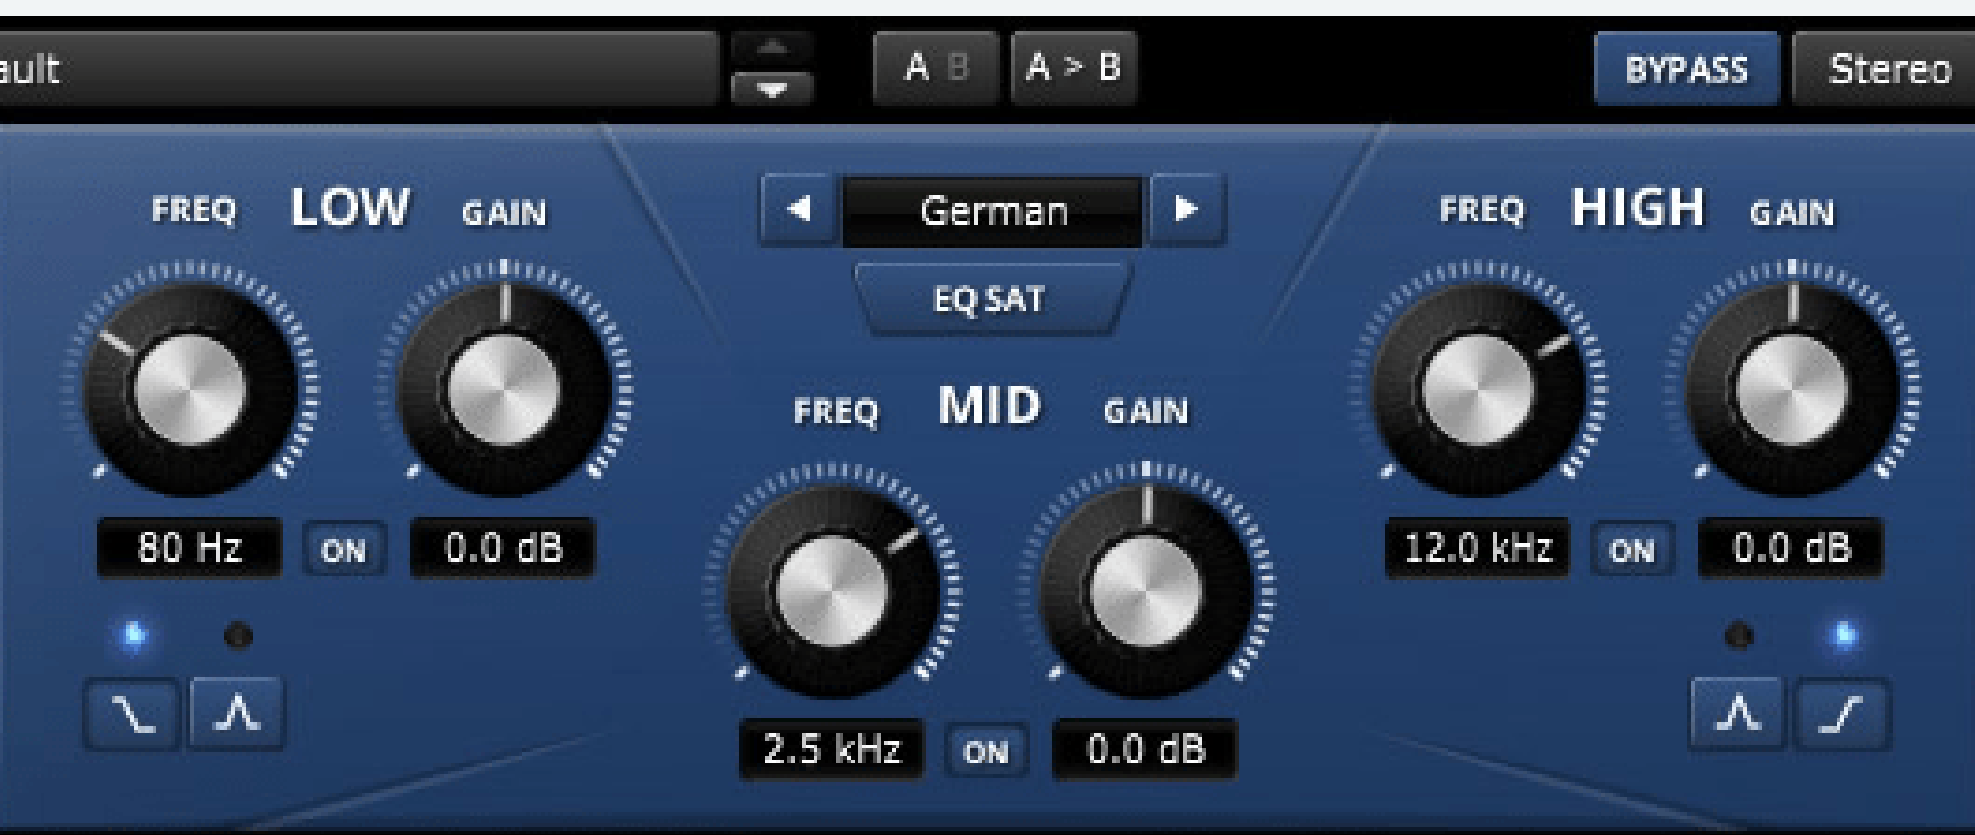 ault
A B
A > B
BYPASS
Stereo
FREQ LOW GAIN
80 Hz ON 0.0 dB
German
EQ SAT
FREQ MID GAIN
2.5 kHz ON 0.0 dB
FREQ HIGH GAIN
12.0 kHz ON 0.0 dB